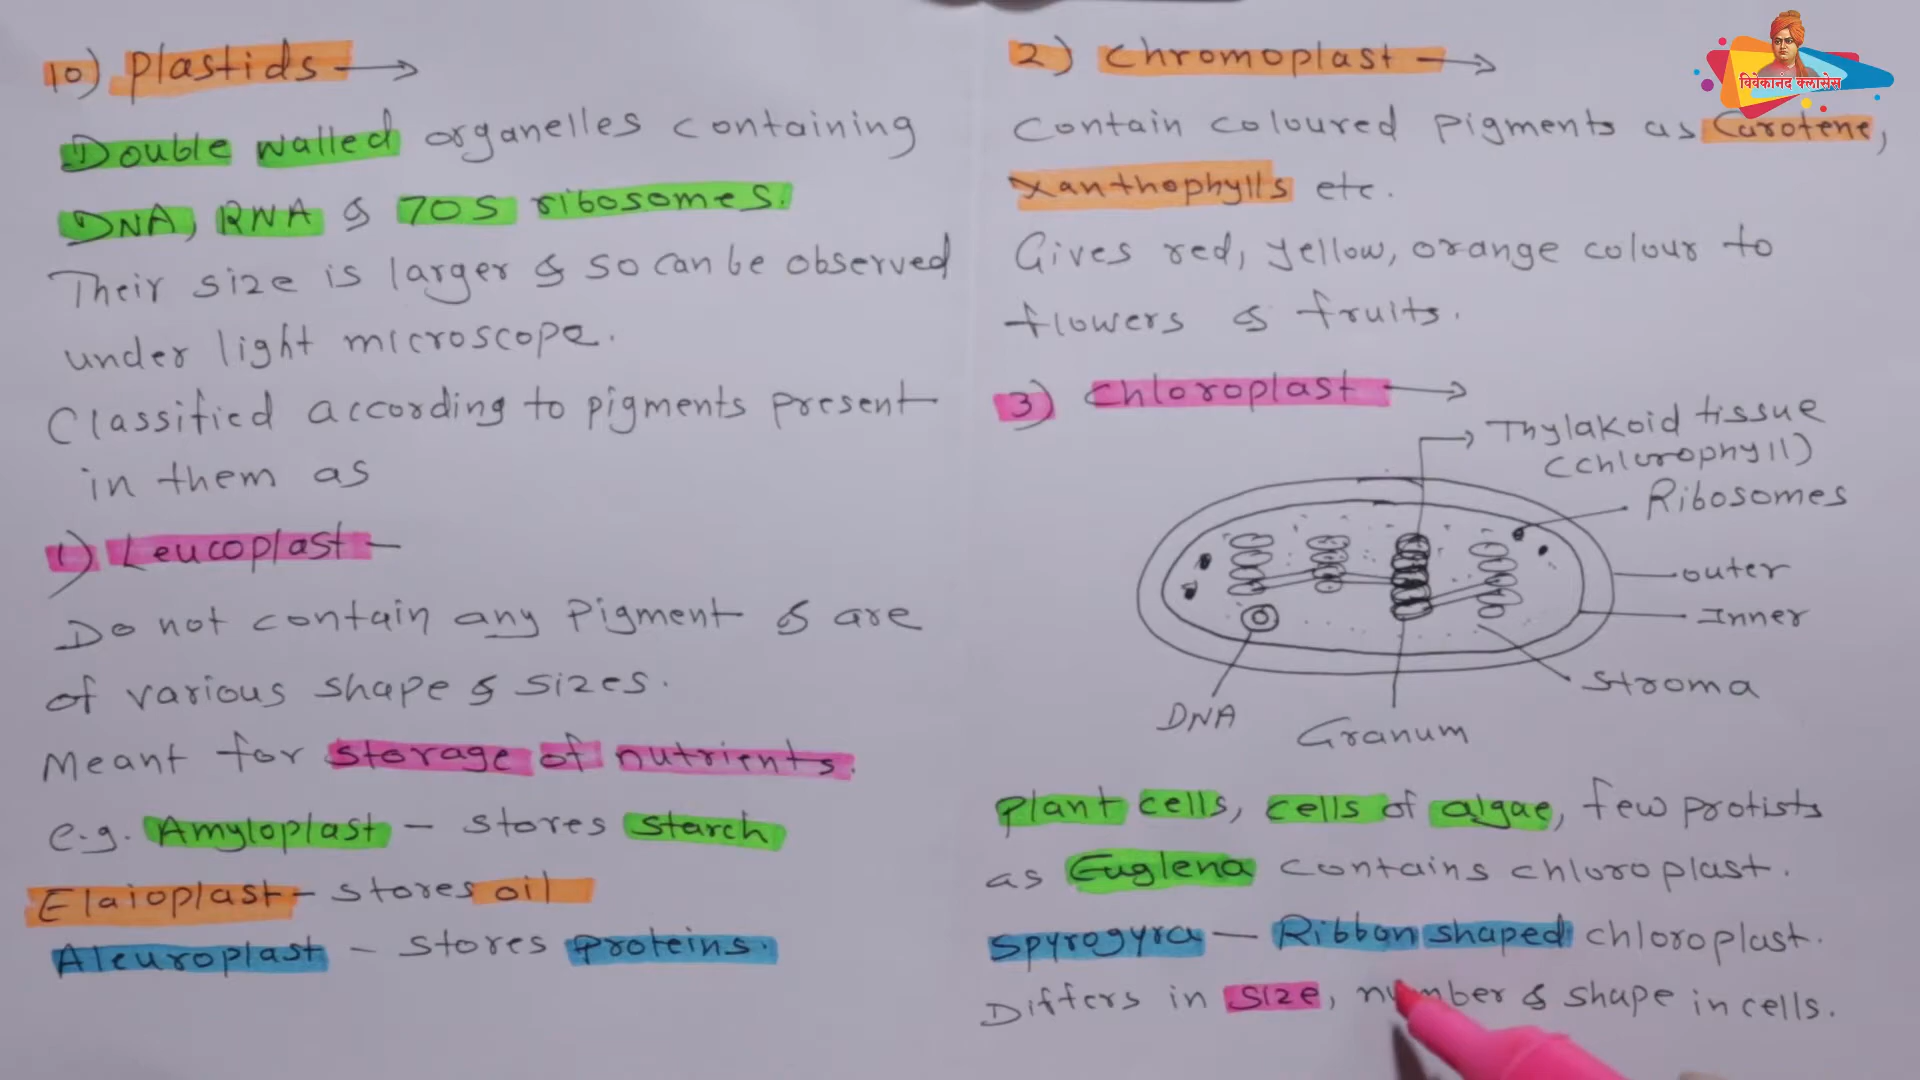 10) Plastids →
Double walled organelles containing
DNA, RNA & 70S ribosomes.
Their size is larger & so can be observed
under light microscope.
Classified according to pigments present
in them as
1) Leucoplast –
Do not contain any Pigment & are
of various shape & sizes.
Meant for storage of nutrients.
e.g. Amyloplast – stores starch
Elaioplast – stores oil
Aleuroplast – stores proteins.
2) Chromoplast →
Contain coloured pigments as Carotene,
Xanthophylls etc.
Gives red, yellow, orange colour to
flowers & fruits.
3) Chloroplast →
Thylakoid tissue
(chlorophyll)
Ribosomes
outer
Inner
Stroma
DNA
Granum
Plant cells, cells of algae, few protists
as Euglena contains chloroplast.
Spyrogyra – Ribbon shaped chloroplast.
Differs in size, number & shape in cells.
विवेकानंद क्लासेस